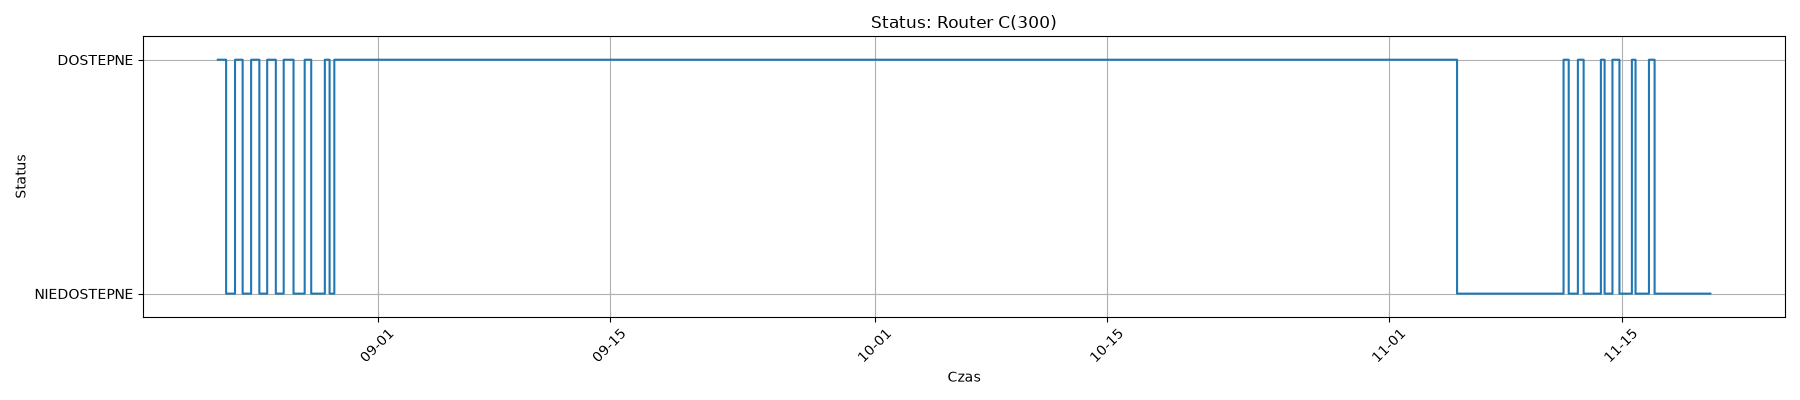 Status: Router C(300)
DOSTEPNE
Status
NIEDOSTEPNE
09-01
09-15
10-01
10-15
11-01
11-15
Czas